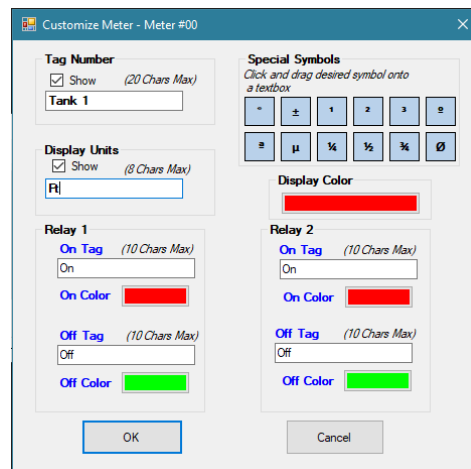 Customize Meter - Meter #00
Tag Number
Show (20 Chars Max)
Tank 1
Special Symbols
Click and drag desired symbol onto
a textbox
° ± ¹ ² ³ º
ª µ ¼ ½ ¾ Ø
Display Units
Show (8 Chars Max)
Ft
Display Color
Relay 1
On Tag (10 Chars Max)
On
On Color
Off Tag (10 Chars Max)
Off
Off Color
Relay 2
On Tag (10 Chars Max)
On
On Color
Off Tag (10 Chars Max)
Off
Off Color
OK
Cancel